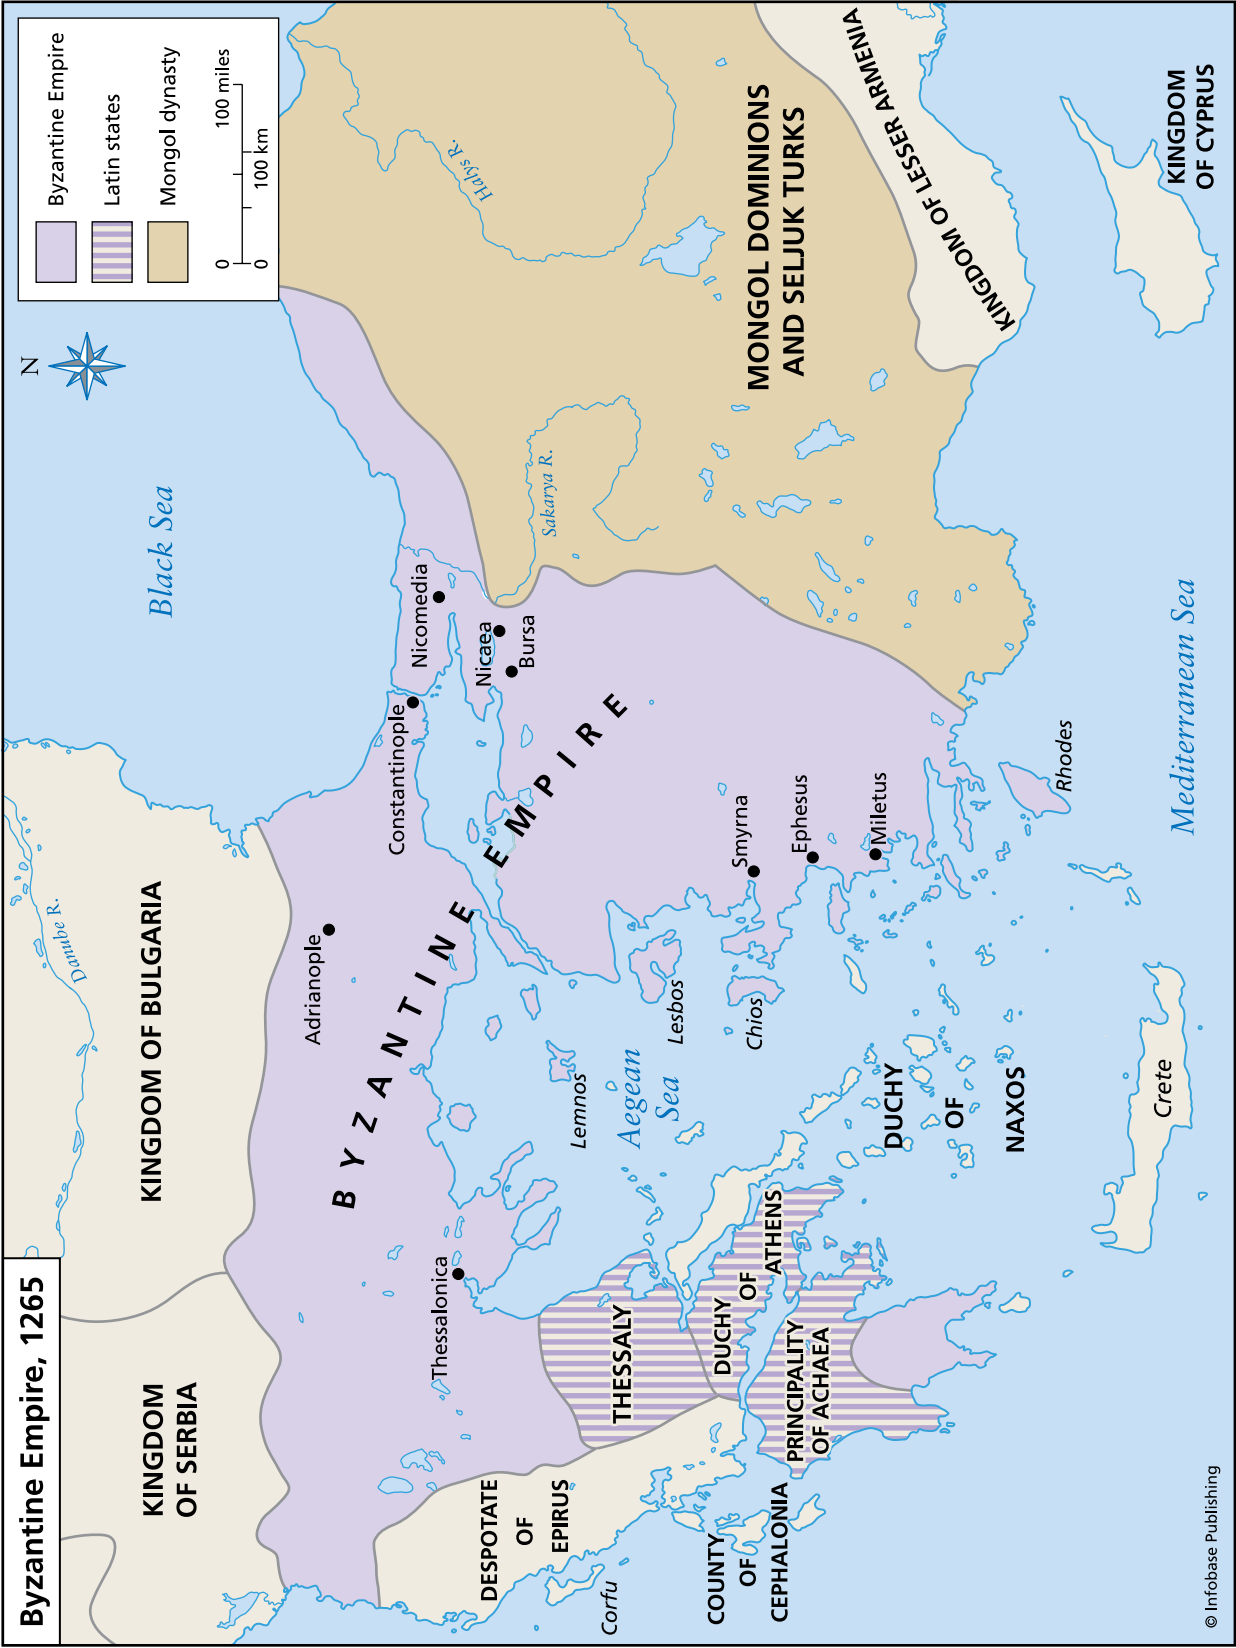 Byzantine Empire, 1265
Byzantine Empire
Latin states
Mongol dynasty
0
100 miles
0
100 km
N
KINGDOM
OF SERBIA
KINGDOM OF BULGARIA
Danube R.
Black Sea
BYZANTINE EMPIRE
Adrianople
Constantinople
Nicomedia
Nicaea
Bursa
Thessalonica
Sakarya R.
Halys R.
MONGOL DOMINIONS
AND SELJUK TURKS
KINGDOM OF LESSER ARMENIA
KINGDOM
OF CYPRUS
DESPOTATE
OF
EPIRUS
Corfu
THESSALY
Lemnos
Aegean
Sea
Lesbos
Chios
Smyrna
Ephesus
Miletus
COUNTY
OF
CEPHALONIA
DUCHY
OF
ATHENS
PRINCIPALITY
OF ACHAEA
DUCHY
OF
NAXOS
Rhodes
Crete
Mediterranean Sea
© Infobase Publishing